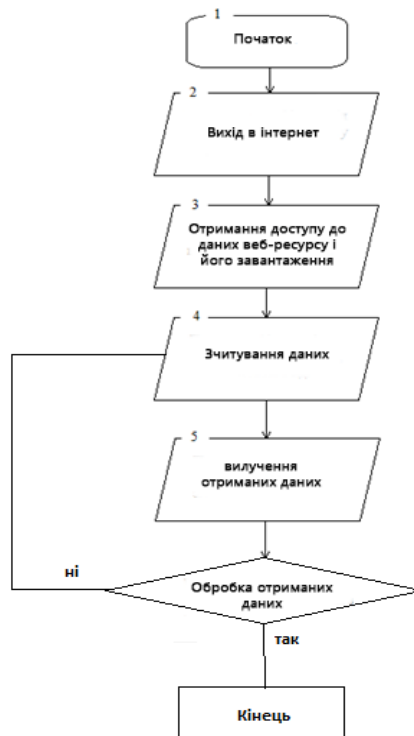 1
Початок
2
Вихід в інтернет
3
Отримання доступу до
даних веб-ресурсу і
його завантаження
4
Зчитування даних
5
вилучення
отриманих даних
ні
Обробка отриманих
даних
так
Кінець